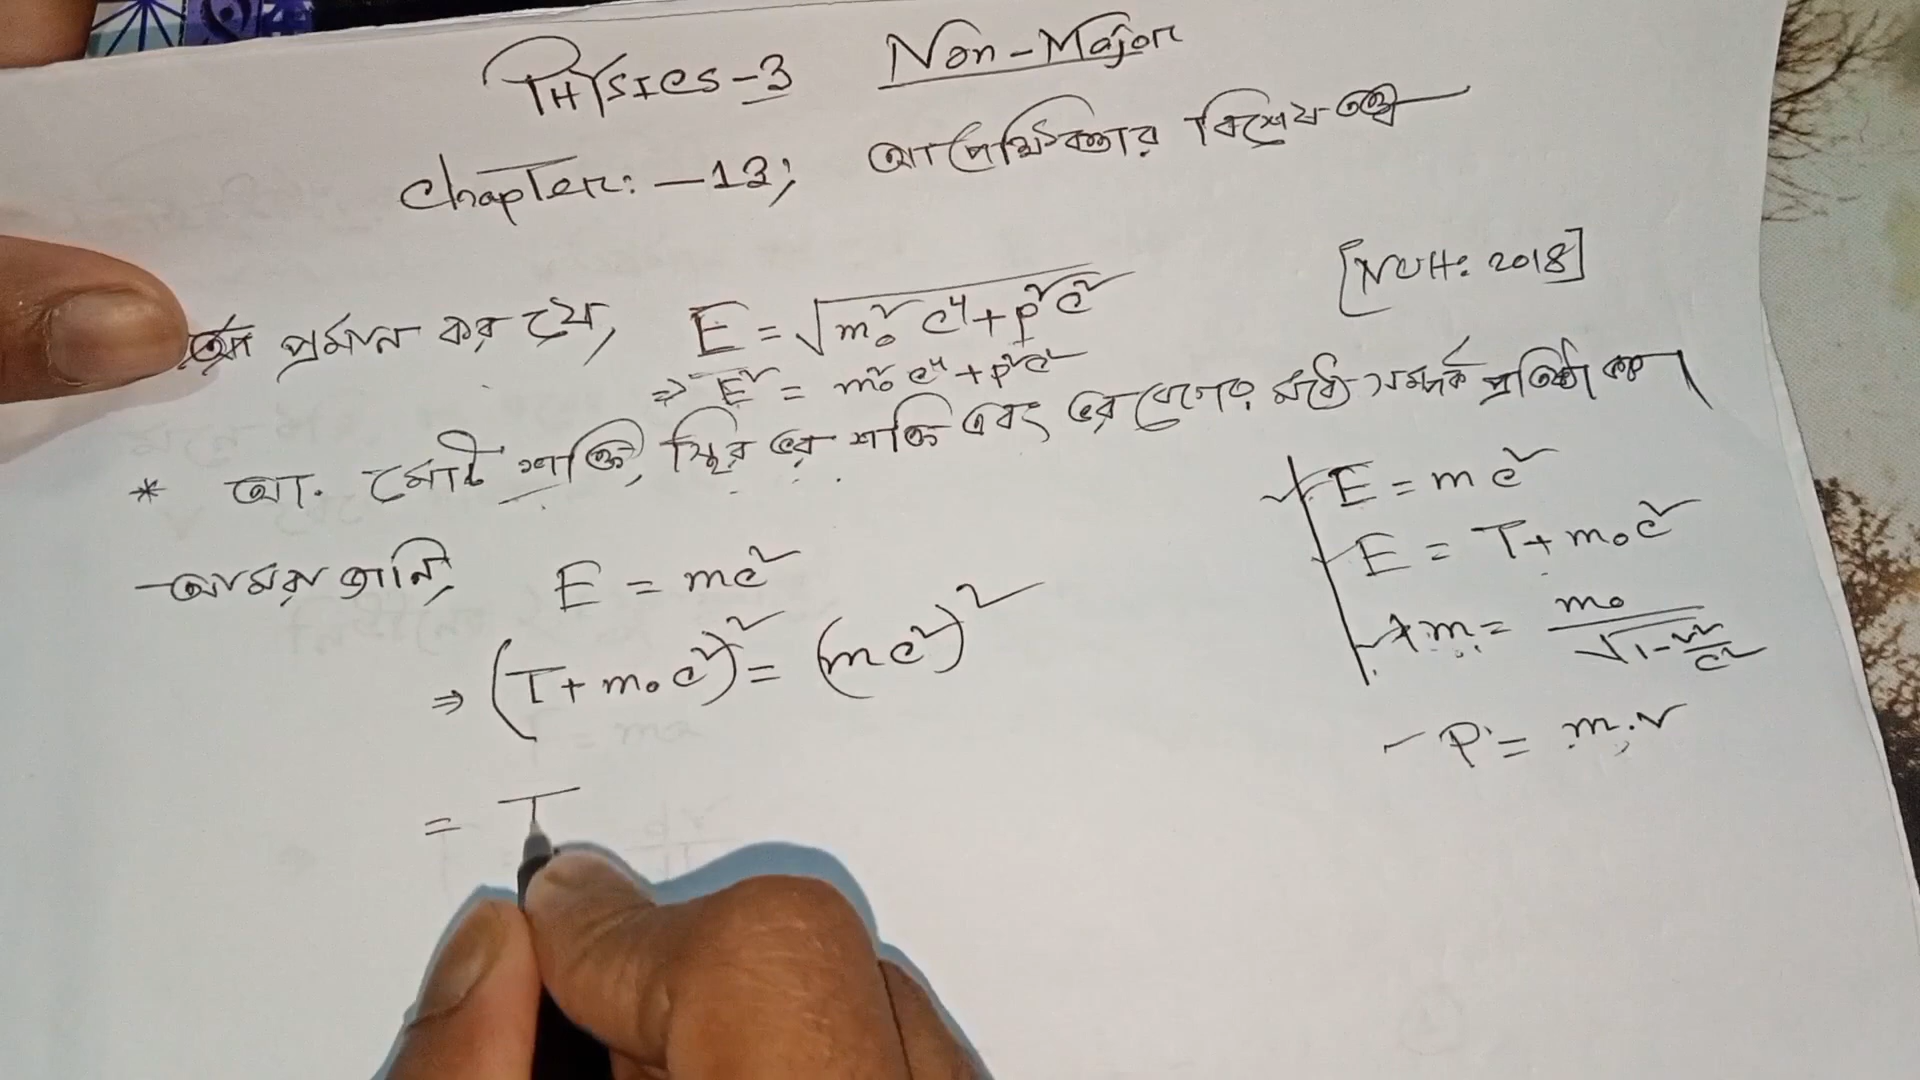 Physics-3 Non-Major
Chapter:-13; আপেক্ষিকতার বিশেষ তত্ত্ব
প্রমান কর যে, E = √(m₀²c⁴ + p²c²) [NUH: 2018]
⇒ E² = m₀²c⁴ + p²c²
* আ. মোট শক্তি, স্থির ভর শক্তি এবং ভর বেগের মধ্যে সম্পর্ক প্রতিষ্ঠা কর।
আমরা জানি, E = mc²
⇒ (T + m₀c²)² = (mc²)²
= T
E = mc²
E = T + m₀c²
m = m₀/√(1 - v²/c²)
P = m.v